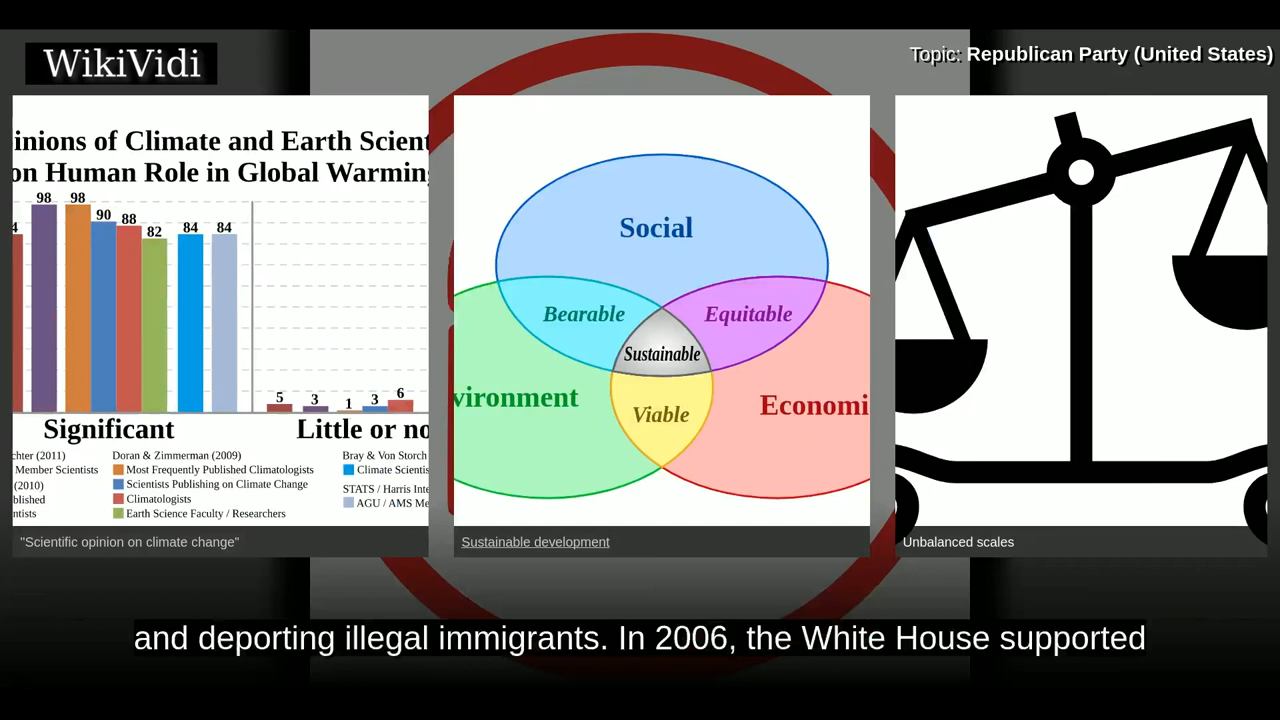 WikiVidi
Topic: Republican Party (United States)
inions of Climate and Earth Scient
on Human Role in Global Warming
98
98
90
88
82
84
84
5
3
1
3
6
Significant
Little or no
chter (2011)
Member Scientists
(2010)
blished
ntists
Doran & Zimmerman (2009)
Most Frequently Published Climatologists
Scientists Publishing on Climate Change
Climatologists
Earth Science Faculty / Researchers
Bray & Von Storch
Climate Scientis
STATS / Harris Inte
AGU / AMS Me
"Scientific opinion on climate change"
Social
Bearable
Equitable
Sustainable
vironment
Economi
Viable
Sustainable development
Unbalanced scales
and deporting illegal immigrants. In 2006, the White House supported